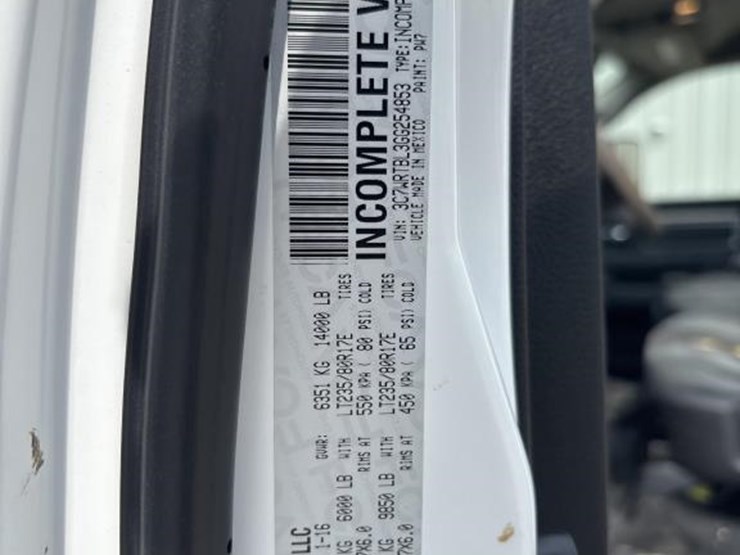 LLC
1-16 GVWR: 6351 KG 14000 LB
KG 6000 LB WITH LT235/80R17E TIRES
7X6.0 RIMS AT 550 KPA ( 80 PSI) COLD
KG 9850 LB WITH LT235/80R17E TIRES
7X6.0 RIMS AT 450 KPA ( 65 PSI) COLD
INCOMPLETE V
VIN: 3C7WRTBL3GG254853 TYPE: INCOMP
VEHICLE MADE IN MEXICO PAINT: PW7